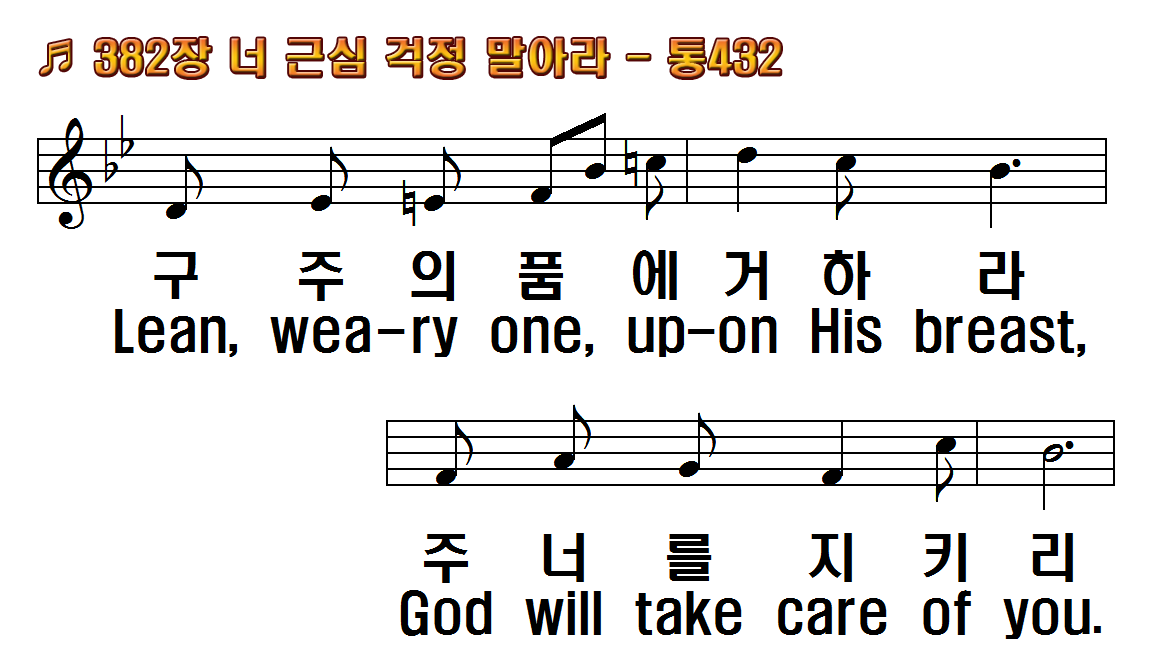 ♬ 382장 너 근심 걱정 말아라 - 통432
구 주 의 품 에 거 하 라
Lean, wea-ry one, up-on His breast,
주 너 를 지 키 리
God will take care of you.